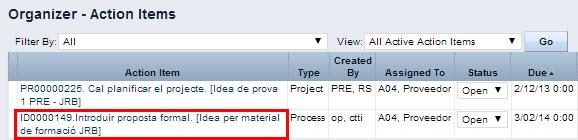 Organizer - Action Items
Filter By: All View: All Active Action Items Go
Action Item Type Created By Assigned To Status Due
PR00000225. Cal planificar el projecte. [Idea de prova 1 PRE - JRB] Project PRE, RS A04, Proveedor Open 2/12/13 0:00
ID0000149.Introduir proposta formal. [Idea per material de formació JRB] Process op, ctti A04, Proveedor Open 3/02/14 0:00